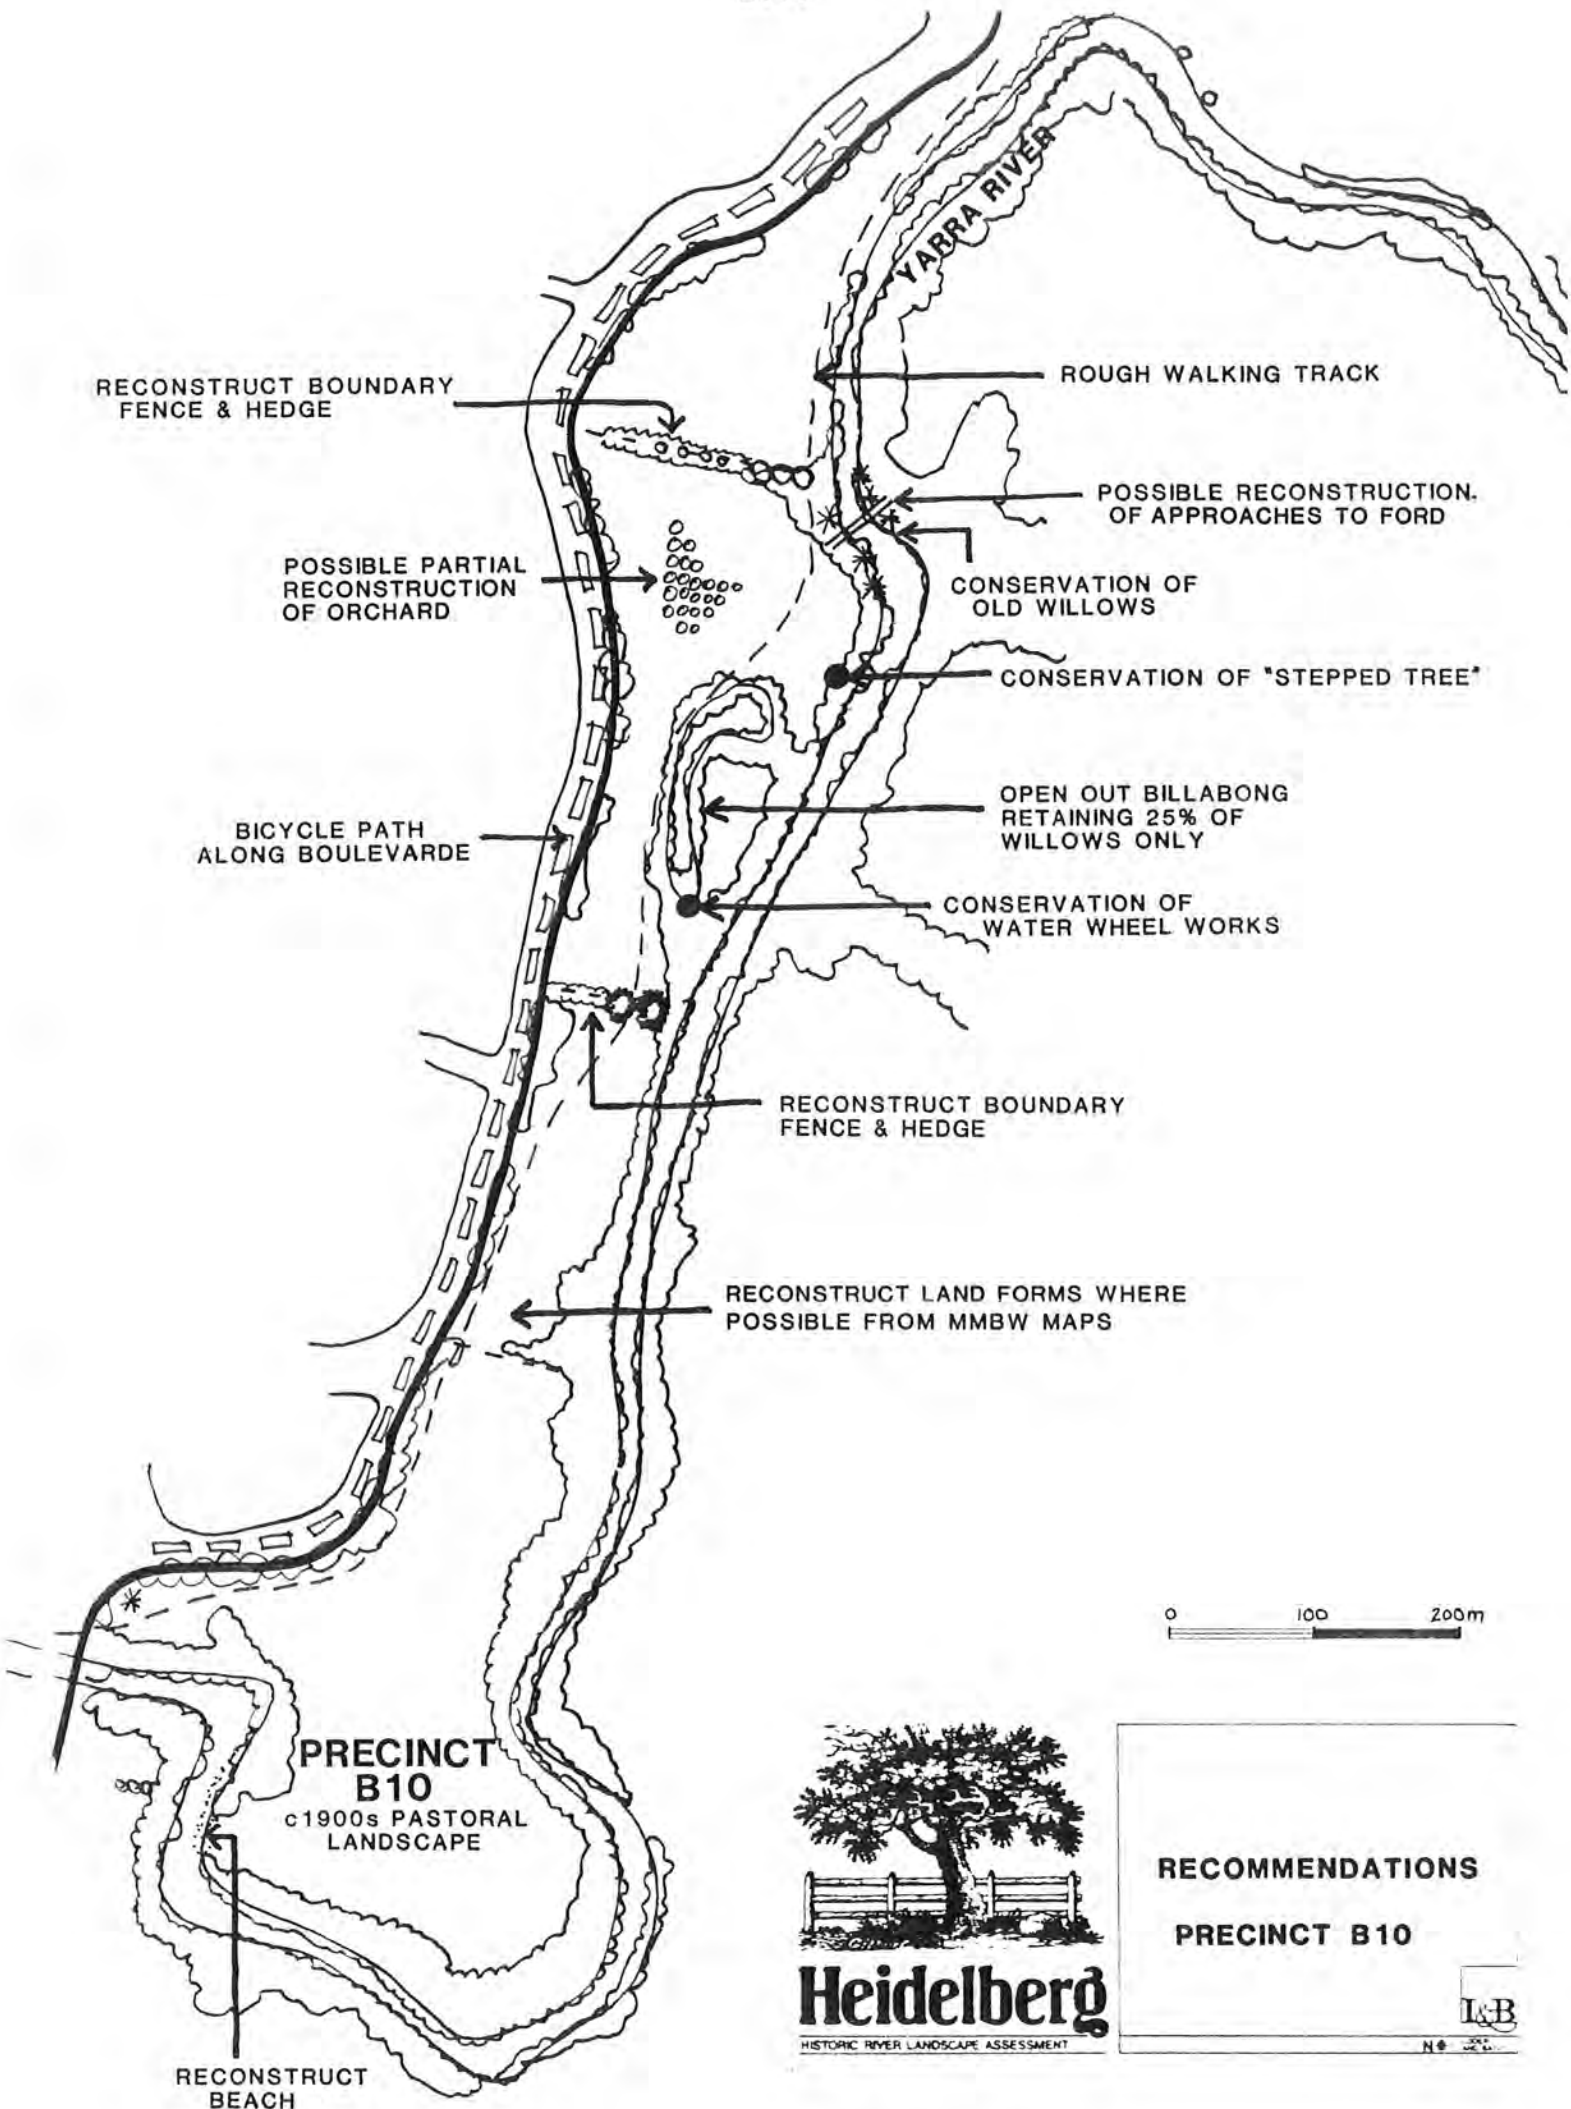 YARRA RIVER
RECONSTRUCT BOUNDARY
FENCE & HEDGE
ROUGH WALKING TRACK
POSSIBLE RECONSTRUCTION.
OF APPROACHES TO FORD
POSSIBLE PARTIAL
RECONSTRUCTION
OF ORCHARD
CONSERVATION OF
OLD WILLOWS
CONSERVATION OF "STEPPED TREE"
OPEN OUT BILLABONG
RETAINING 25% OF
WILLOWS ONLY
BICYCLE PATH
ALONG BOULEVARDE
CONSERVATION OF
WATER WHEEL WORKS
RECONSTRUCT BOUNDARY
FENCE & HEDGE
RECONSTRUCT LAND FORMS WHERE
POSSIBLE FROM MMBW MAPS
0 100 200m
PRECINCT
B10
c1900s PASTORAL
LANDSCAPE
RECONSTRUCT
BEACH
Heidelberg
HISTORIC RIVER LANDSCAPE ASSESSMENT
RECOMMENDATIONS
PRECINCT B10
L&B
N